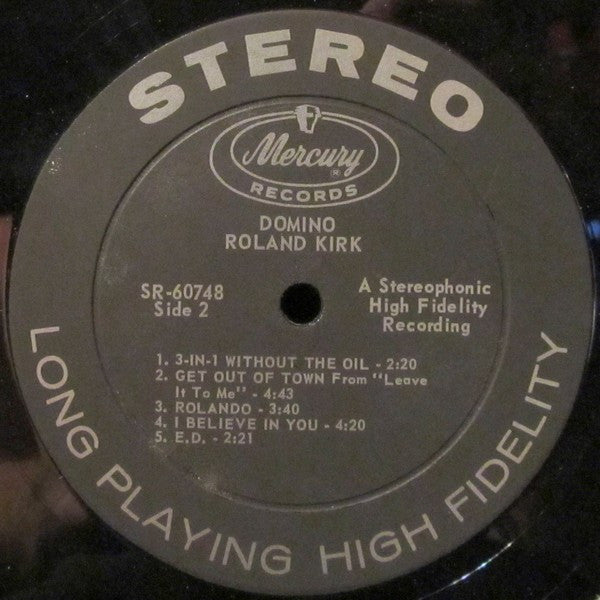 STEREO
Mercury
®
RECORDS
DOMINO
ROLAND KIRK
SR-60748
Side 2
A Stereophonic
High Fidelity
Recording
1. 3-IN-1 WITHOUT THE OIL - 2:20
2. GET OUT OF TOWN From "Leave
It To Me" - 4:43
3. ROLANDO - 3:40
4. I BELIEVE IN YOU - 4:20
5. E.D. - 2:21
LONG PLAYING HIGH FIDELITY